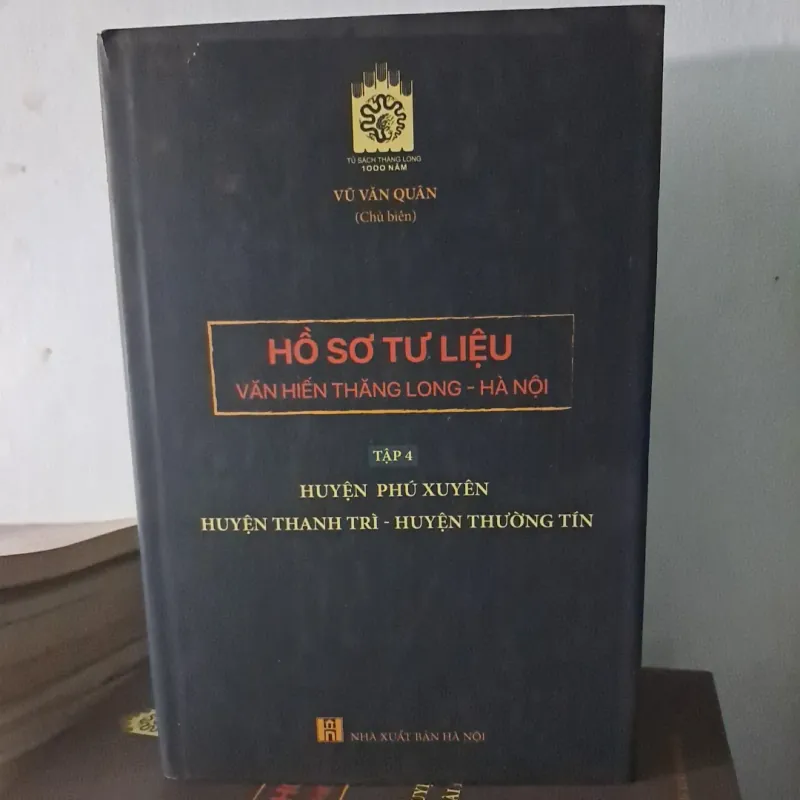 TỦ SÁCH THĂNG LONG
1000 NĂM
VŨ VĂN QUÂN
(Chủ biên)
HỒ SƠ TƯ LIỆU
VĂN HIẾN THĂNG LONG - HÀ NỘI
TẬP 4
HUYỆN PHÚ XUYÊN
HUYỆN THANH TRÌ - HUYỆN THƯỜNG TÍN
NHÀ XUẤT BẢN HÀ NỘI